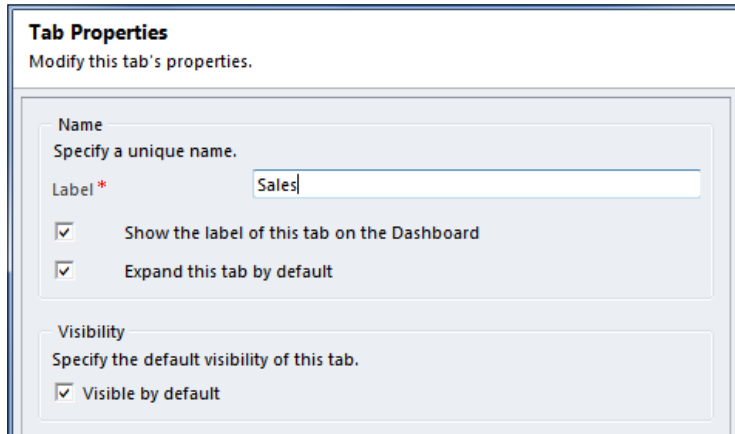 Tab Properties
Modify this tab's properties.
Name
Specify a unique name.
Label *
Sales
Show the label of this tab on the Dashboard
Expand this tab by default
Visibility
Specify the default visibility of this tab.
Visible by default